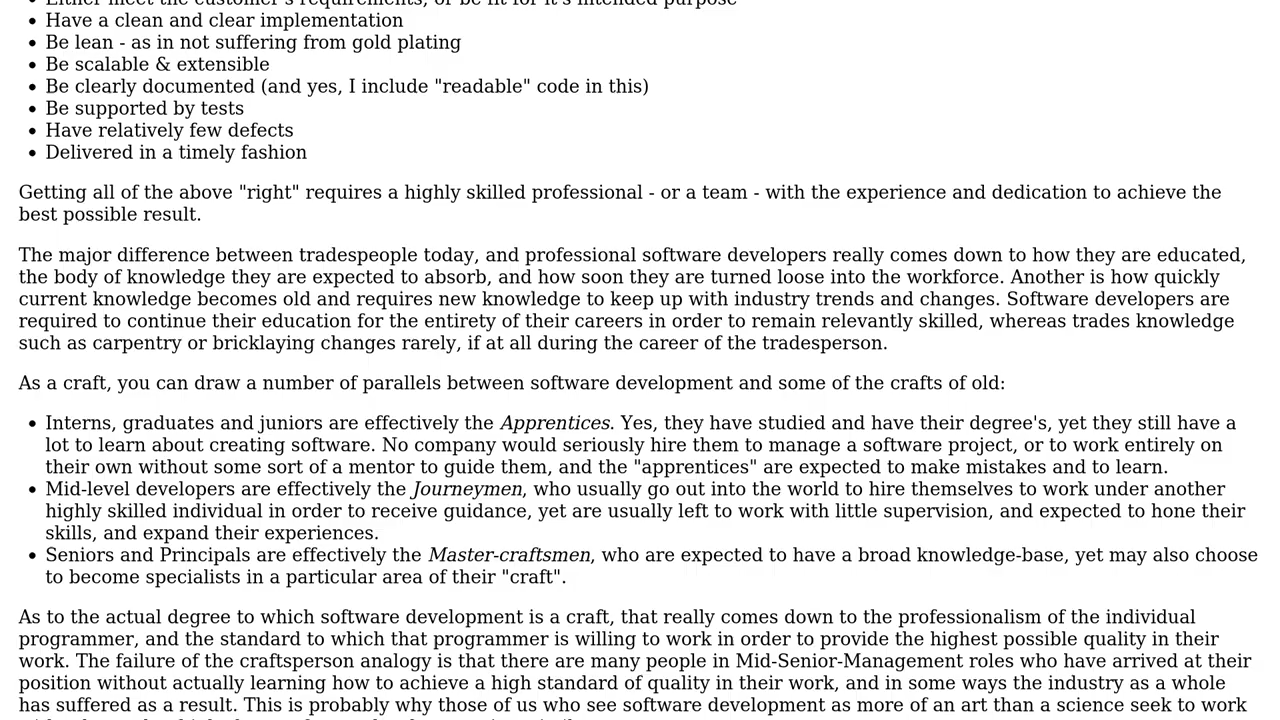 Either meet the customer's requirements, or be fit for it's intended purpose
Have a clean and clear implementation
Be lean - as in not suffering from gold plating
Be scalable & extensible
Be clearly documented (and yes, I include "readable" code in this)
Be supported by tests
Have relatively few defects
Delivered in a timely fashion
Getting all of the above "right" requires a highly skilled professional - or a team - with the experience and dedication to achieve the
best possible result.
The major difference between tradespeople today, and professional software developers really comes down to how they are educated,
the body of knowledge they are expected to absorb, and how soon they are turned loose into the workforce. Another is how quickly
current knowledge becomes old and requires new knowledge to keep up with industry trends and changes. Software developers are
required to continue their education for the entirety of their careers in order to remain relevantly skilled, whereas trades knowledge
such as carpentry or bricklaying changes rarely, if at all during the career of the tradesperson.
As a craft, you can draw a number of parallels between software development and some of the crafts of old:
Interns, graduates and juniors are effectively the Apprentices. Yes, they have studied and have their degree's, yet they still have a
lot to learn about creating software. No company would seriously hire them to manage a software project, or to work entirely on
their own without some sort of a mentor to guide them, and the "apprentices" are expected to make mistakes and to learn.
Mid-level developers are effectively the Journeymen, who usually go out into the world to hire themselves to work under another
highly skilled individual in order to receive guidance, yet are usually left to work with little supervision, and expected to hone their
skills, and expand their experiences.
Seniors and Principals are effectively the Master-craftsmen, who are expected to have a broad knowledge-base, yet may also choose
to become specialists in a particular area of their "craft".
As to the actual degree to which software development is a craft, that really comes down to the professionalism of the individual
programmer, and the standard to which that programmer is willing to work in order to provide the highest possible quality in their
work. The failure of the craftsperson analogy is that there are many people in Mid-Senior-Management roles who have arrived at their
position without actually learning how to achieve a high standard of quality in their work, and in some ways the industry as a whole
has suffered as a result. This is probably why those of us who see software development as more of an art than a science seek to work